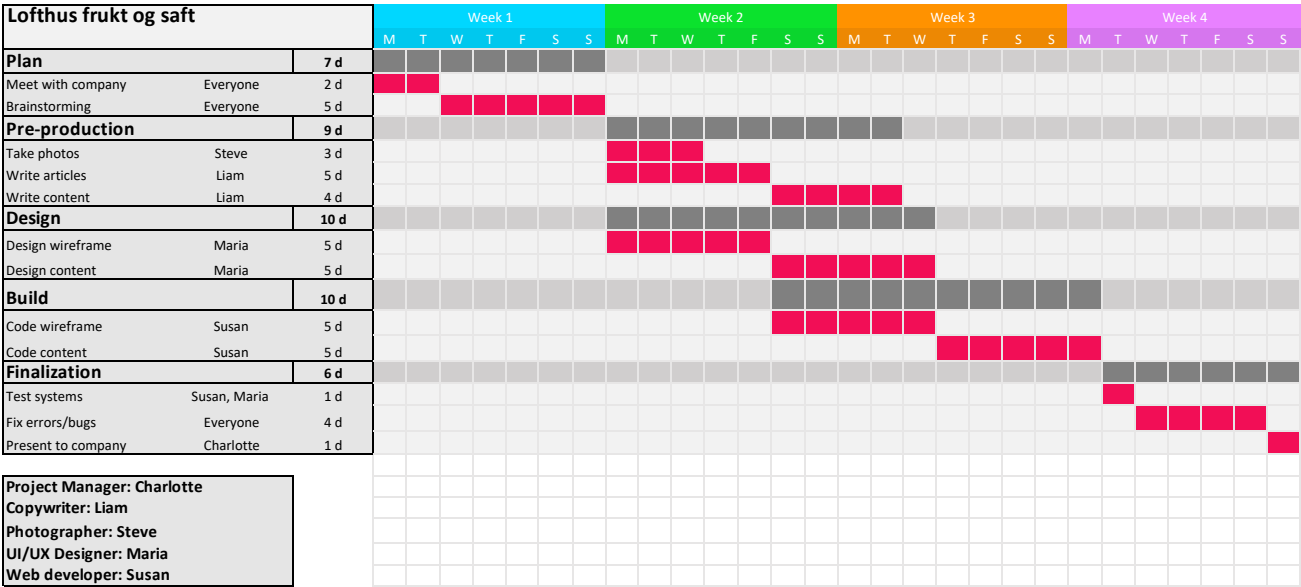 Lofthus frukt og saft Week 1 Week 2 Week 3 Week 4
M T W T F S S M T W T F S S M T W T F S S M T W T F S S
Plan 7 d
Meet with company Everyone 2 d
Brainstorming Everyone 5 d
Pre-production 9 d
Take photos Steve 3 d
Write articles Liam 5 d
Write content Liam 4 d
Design 10 d
Design wireframe Maria 5 d
Design content Maria 5 d
Build 10 d
Code wireframe Susan 5 d
Code content Susan 5 d
Finalization 6 d
Test systems Susan, Maria 1 d
Fix errors/bugs Everyone 4 d
Present to company Charlotte 1 d
Project Manager: Charlotte
Copywriter: Liam
Photographer: Steve
UI/UX Designer: Maria
Web developer: Susan